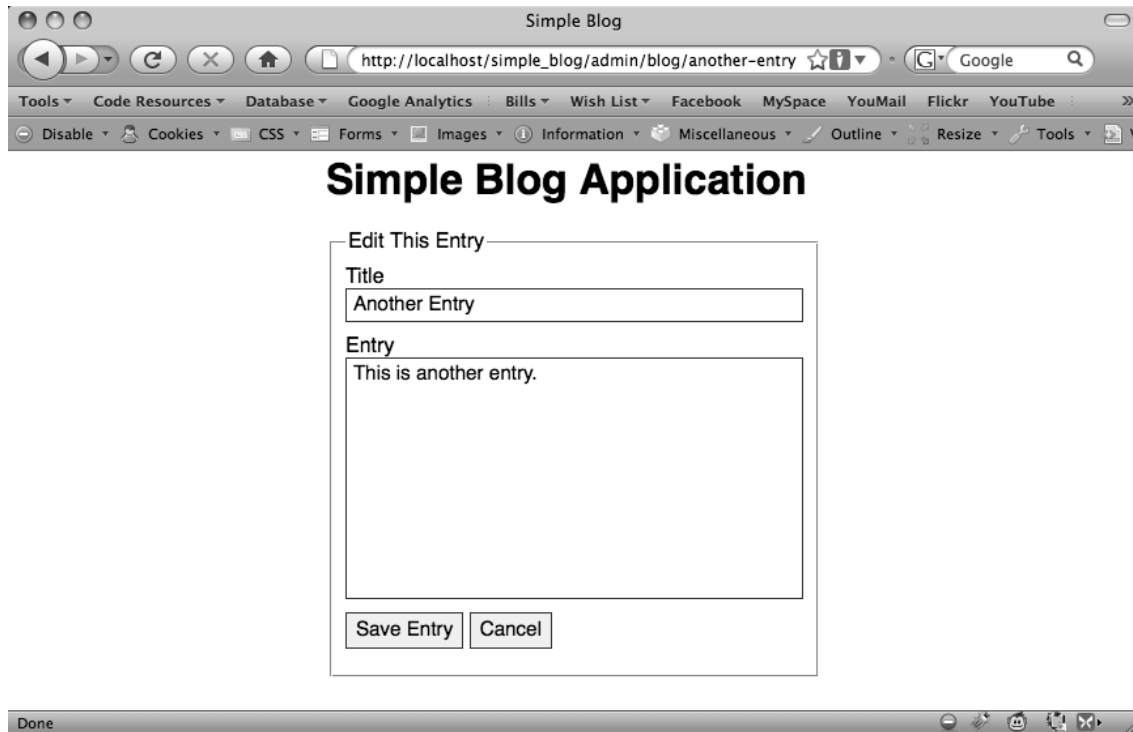 Simple Blog
http://localhost/simple_blog/admin/blog/another-entry
G Google
Tools Code Resources Database Google Analytics Bills Wish List Facebook MySpace YouMail Flickr YouTube »
Disable Cookies CSS Forms Images Information Miscellaneous Outline Resize Tools
Simple Blog Application
Edit This Entry
Title
Another Entry
Entry
This is another entry.
Save Entry Cancel
Done